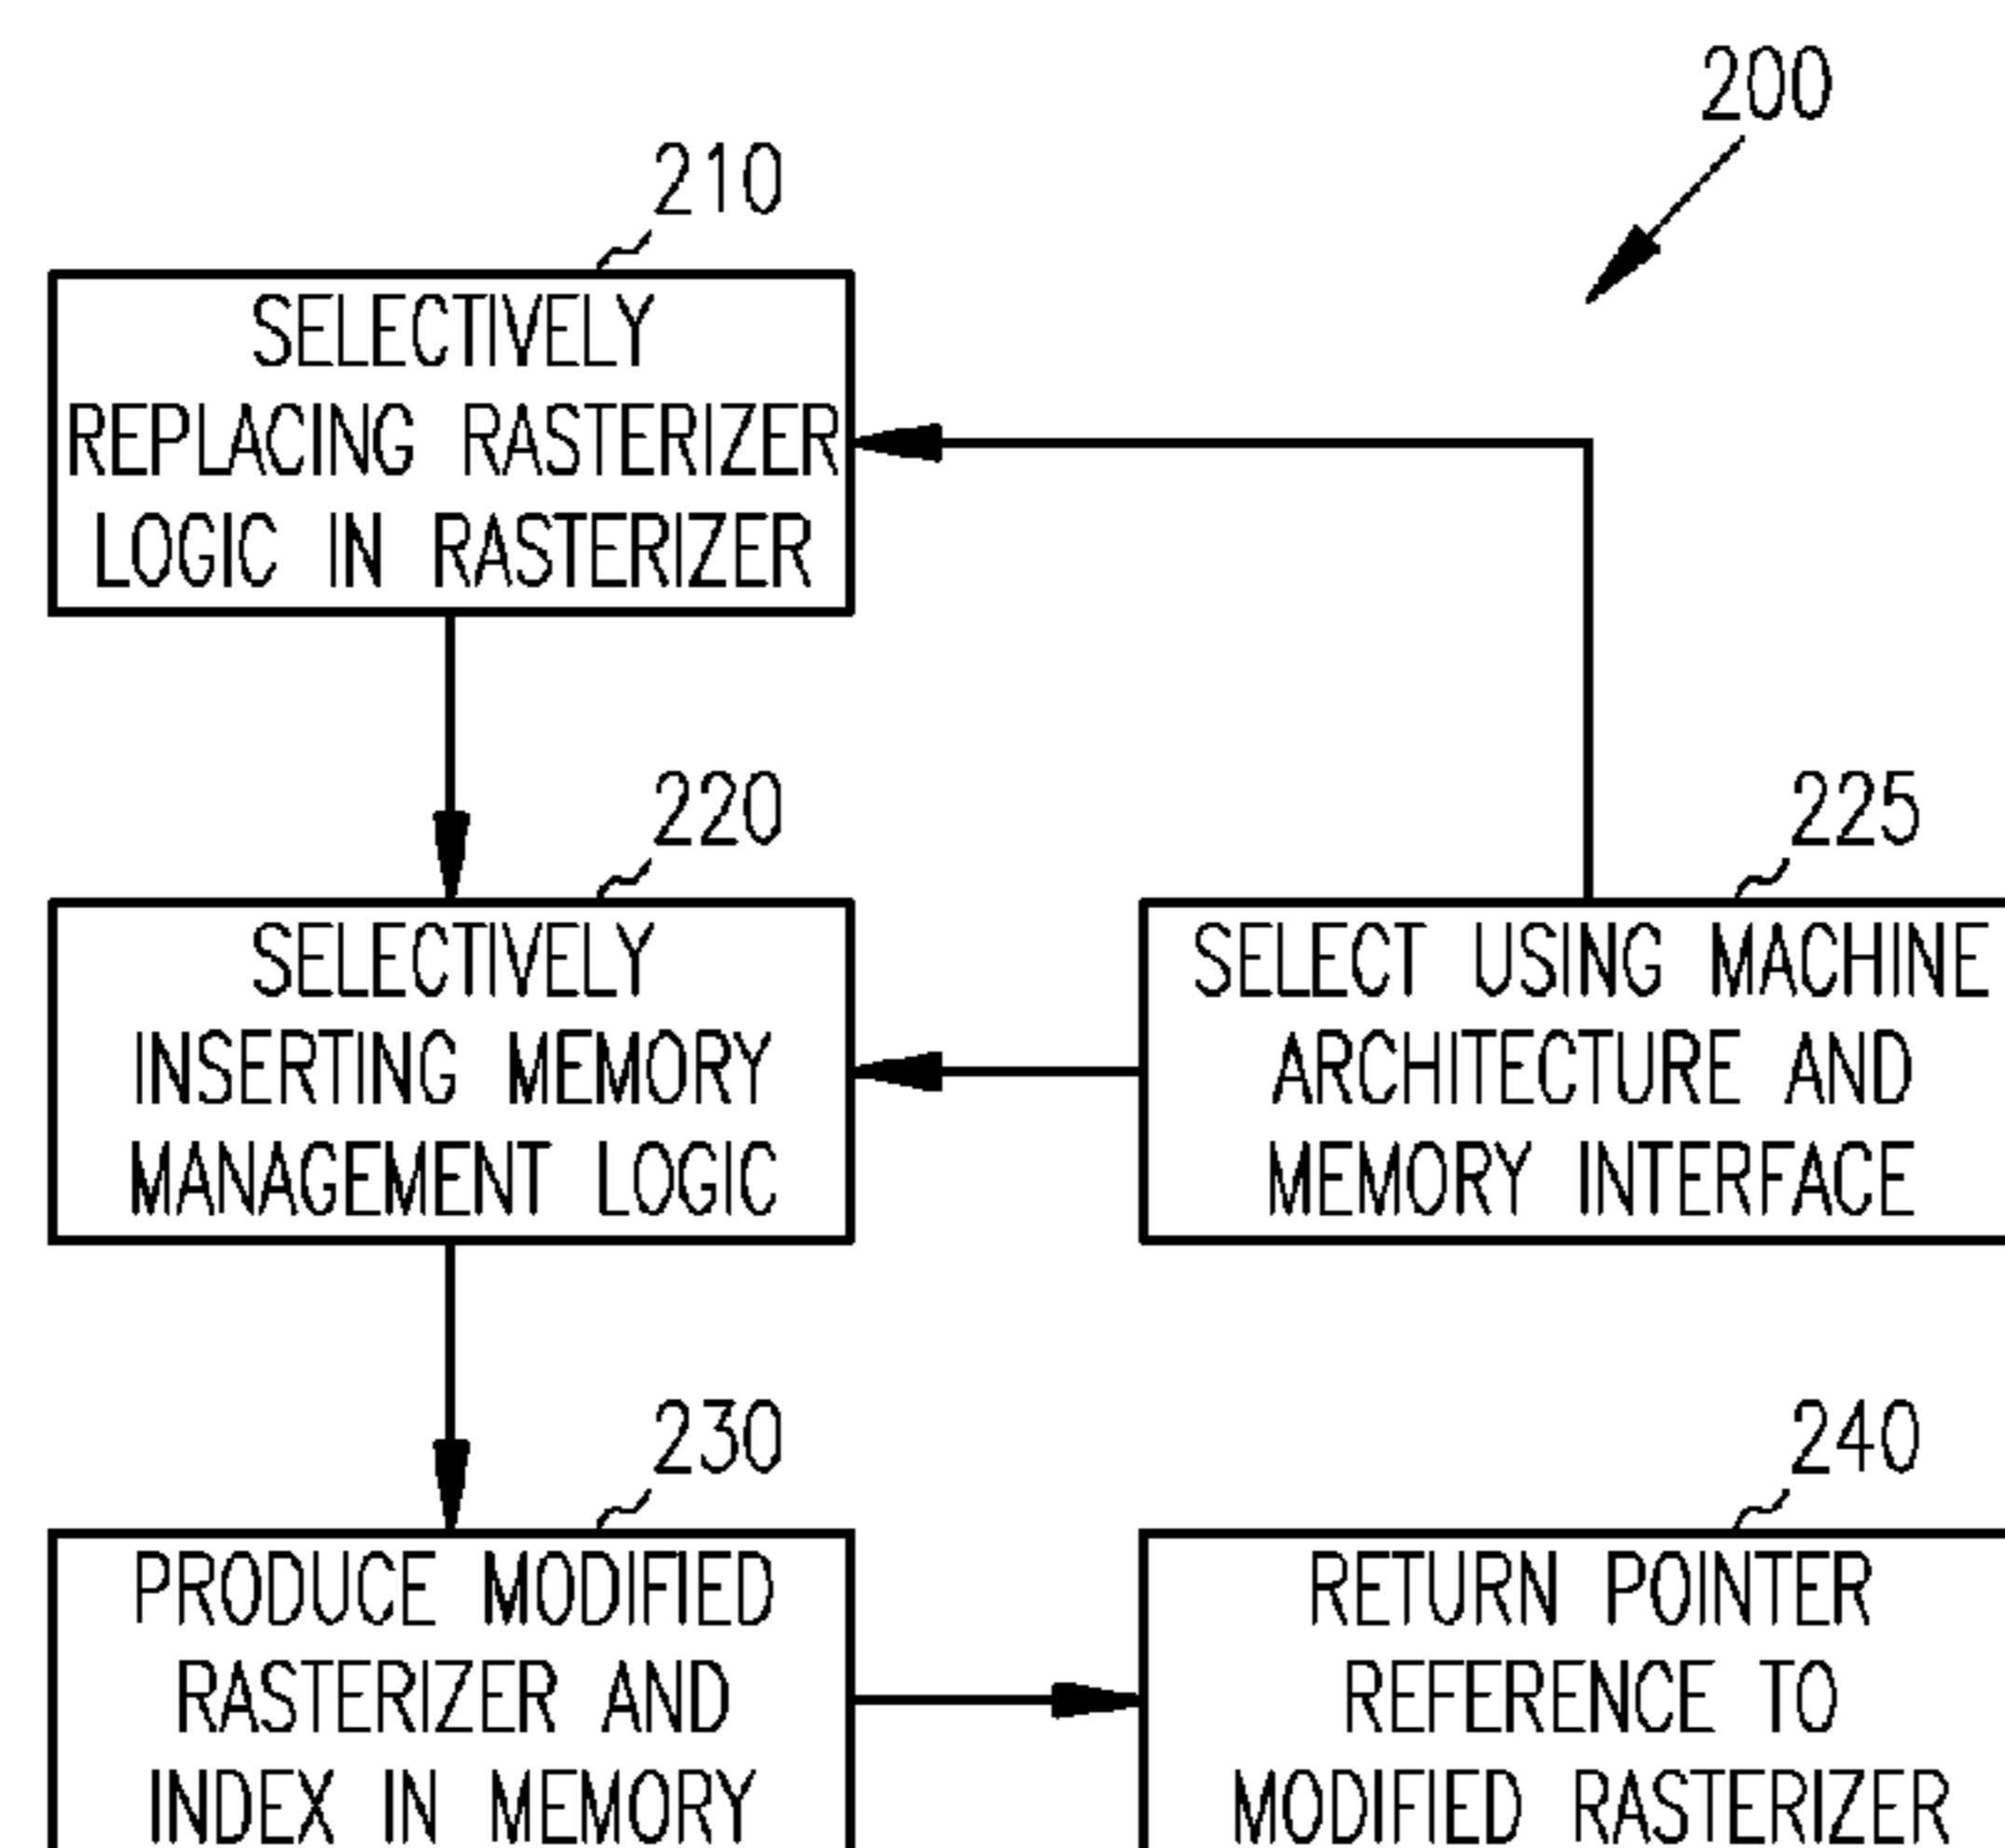 200
210
SELECTIVELY
REPLACING RASTERIZER
LOGIC IN RASTERIZER
220
SELECTIVELY
INSERTING MEMORY
MANAGEMENT LOGIC
225
SELECT USING MACHINE
ARCHITECTURE AND
MEMORY INTERFACE
230
PRODUCE MODIFIED
RASTERIZER AND
INDEX IN MEMORY
240
RETURN POINTER
REFERENCE TO
MODIFIED RASTERIZER